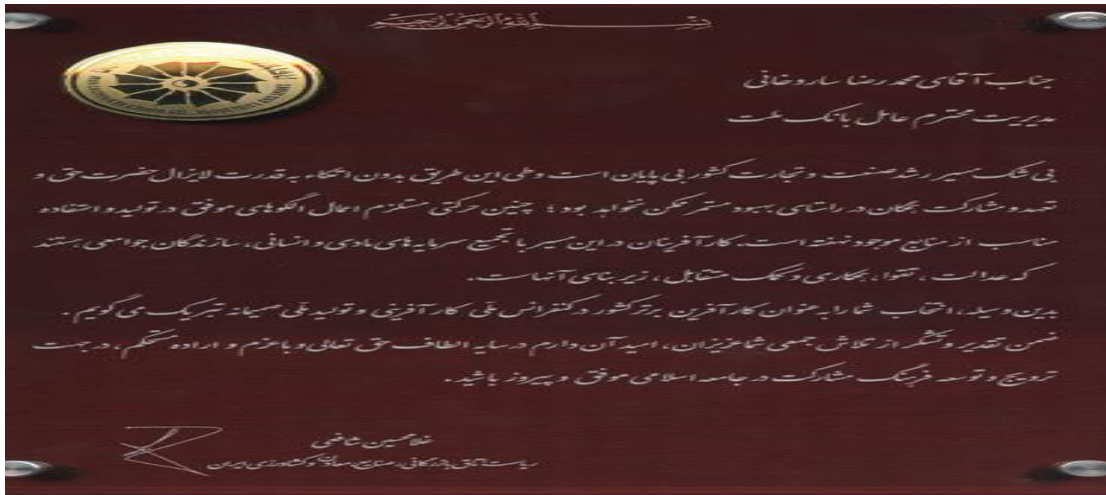 بسم الله الرحمن الرحیم
جناب آقای محمدرضا ساروخانی
مدیریت محترم عامل بانک ملت
بی شک مسیر رشد صنعت و تجارت کشور بی پایان است و طی این طریق بدون اتکاء به قدرت لایزال حضرت حق و
تعهد و مشارکت همگان در راستای بهبود مستمر ممکن نخواهد بود؛ چنین حرکتی مستلزم اعمال الگوهای موفق در تولید و استفاده
مناسب از منابع موجود نهفته است. کارآفرینان در این مسیر با تجمیع سرمایه های مادی و انسانی، سازندگان جوامعی هستند
که عدالت، تقوا، همکاری و کمک متقابل، زیر بنای آنهاست.
بدین وسیله، انتخاب شما را به عنوان کارآفرین برتر کشور در کنفرانس ملی کارآفرینی و تولید ملی صمیمانه تبریک می گویم.
ضمن تقدیر و تشکر از تلاش جمعی شما عزیزان، امید آن دارم در سایه الطاف حق تعالی و با عزم و اراده مستحکم، در جهت
ترویج و توسعه فرهنگ مشارکت در جامعه اسلامی موفق و پیروز باشید.
غلامحسین شافعی
ریاست اتاق بازرگانی، صنایع، معادن و کشاورزی ایران